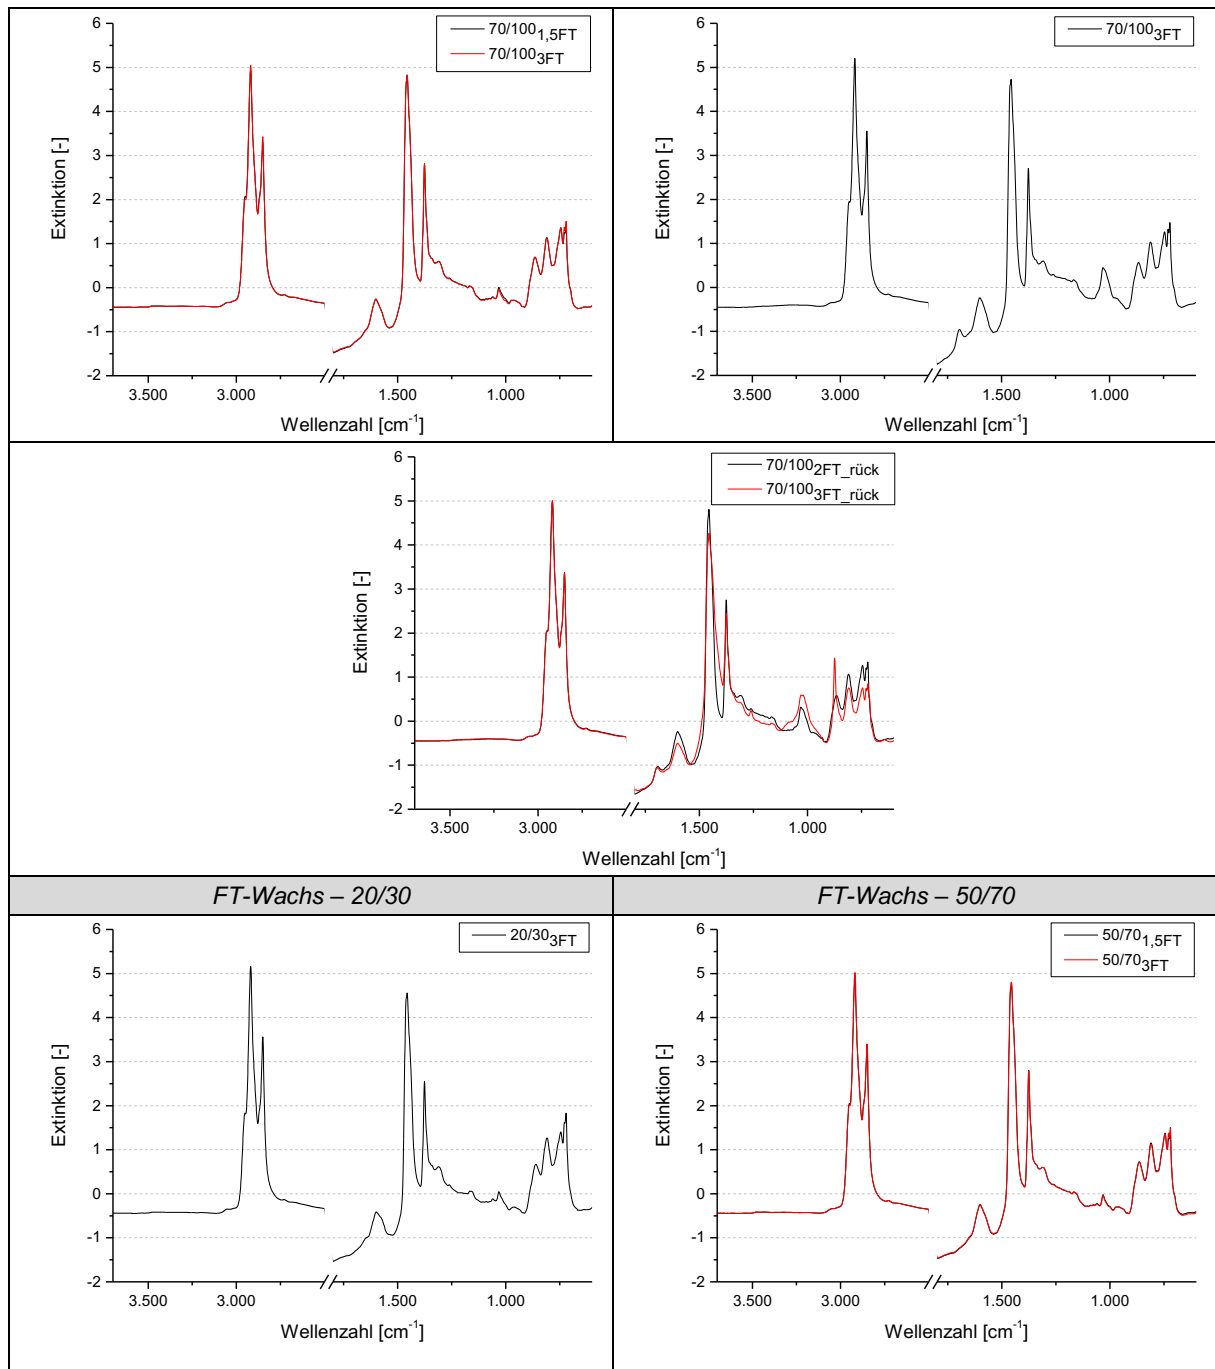 6
5
4
3
2
1
0
-1
-2
Extinktion [-]
3.500 3.000 1.500 1.000
Wellenzahl [cm⁻¹]
70/100₁,₅FT
70/100₃FT
6
5
4
3
2
1
0
-1
-2
Extinktion [-]
3.500 3.000 1.500 1.000
Wellenzahl [cm⁻¹]
70/100₃FT
6
5
4
3
2
1
0
-1
-2
Extinktion [-]
3.500 3.000 1.500 1.000
Wellenzahl [cm⁻¹]
70/100₂FT_rück
70/100₃FT_rück
FT-Wachs – 20/30
FT-Wachs – 50/70
6
5
4
3
2
1
0
-1
-2
Extinktion [-]
3.500 3.000 1.500 1.000
Wellenzahl [cm⁻¹]
20/30₃FT
6
5
4
3
2
1
0
-1
-2
Extinktion [-]
3.500 3.000 1.500 1.000
Wellenzahl [cm⁻¹]
50/70₁,₅FT
50/70₃FT